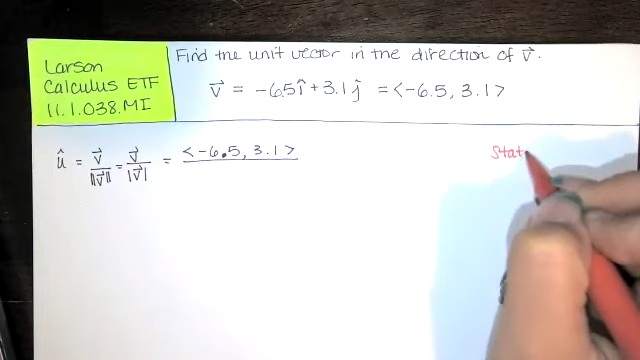 Larson
Calculus ETF
11.1.038.MI
Find the unit vector in the direction of v⃗.
v⃗ = -6.5î + 3.1ĵ = <-6.5, 3.1>
û = v⃗/‖v⃗‖ = v⃗/|v⃗| = <-6.5, 3.1>
Stat